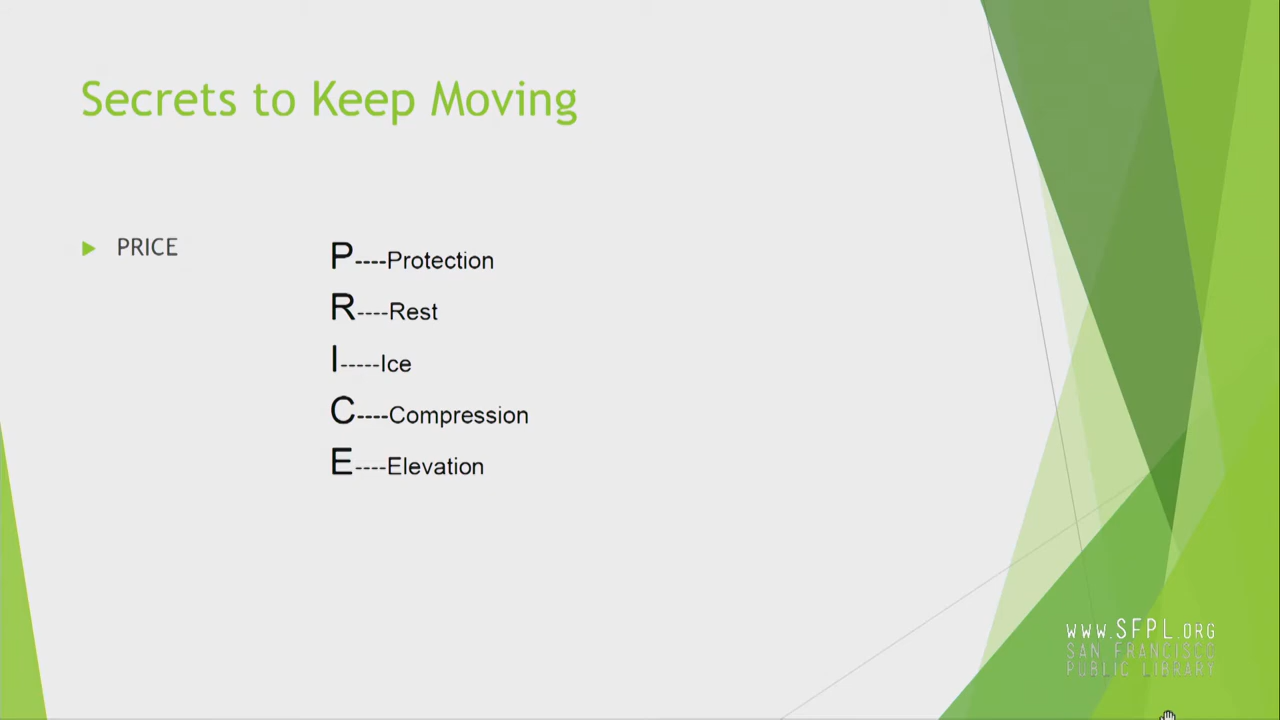 Secrets to Keep Moving
PRICE
P----Protection
R----Rest
I-----Ice
C----Compression
E----Elevation
WWW.SFPL.ORG
SAN FRANCISCO
PUBLIC LIBRARY